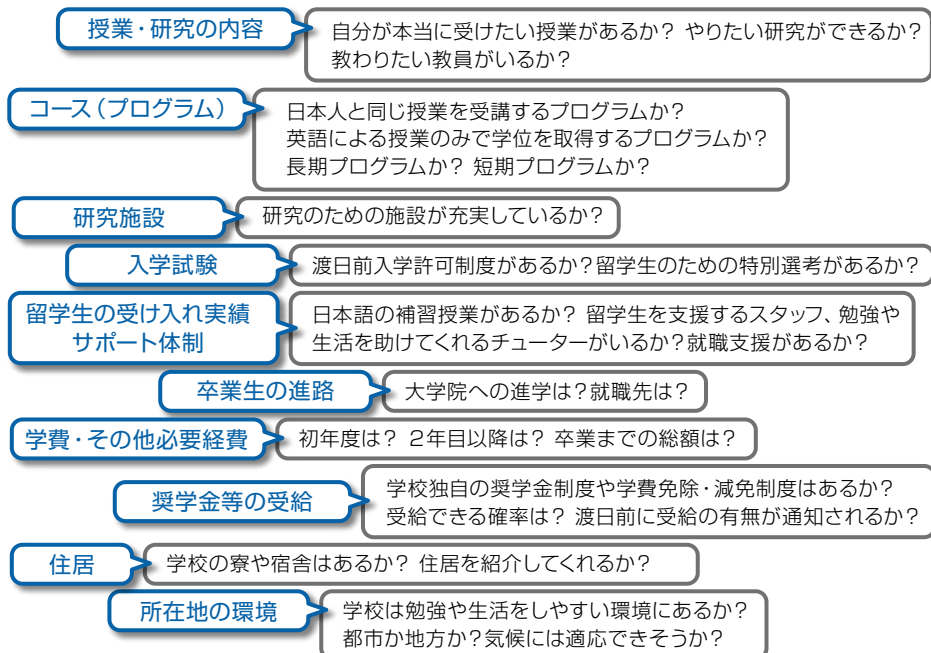 授業・研究の内容
自分が本当に受けたい授業があるか? やりたい研究ができるか?
教わりたい教員がいるか?
コース(プログラム)
日本人と同じ授業を受講するプログラムか?
英語による授業のみで学位を取得するプログラムか?
長期プログラムか? 短期プログラムか?
研究施設
研究のための施設が充実しているか?
入学試験
渡日前入学許可制度があるか?留学生のための特別選考があるか?
留学生の受け入れ実績
サポート体制
日本語の補習授業があるか? 留学生を支援するスタッフ、勉強や
生活を助けてくれるチューターがいるか?就職支援があるか?
卒業生の進路
大学院への進学は?就職先は?
学費・その他必要経費
初年度は? 2年目以降は? 卒業までの総額は?
奨学金等の受給
学校独自の奨学金制度や学費免除・減免制度はあるか?
受給できる確率は? 渡日前に受給の有無が通知されるか?
住居
学校の寮や宿舎はあるか? 住居を紹介してくれるか?
所在地の環境
学校は勉強や生活をしやすい環境にあるか?
都市か地方か?気候には適応できそうか?